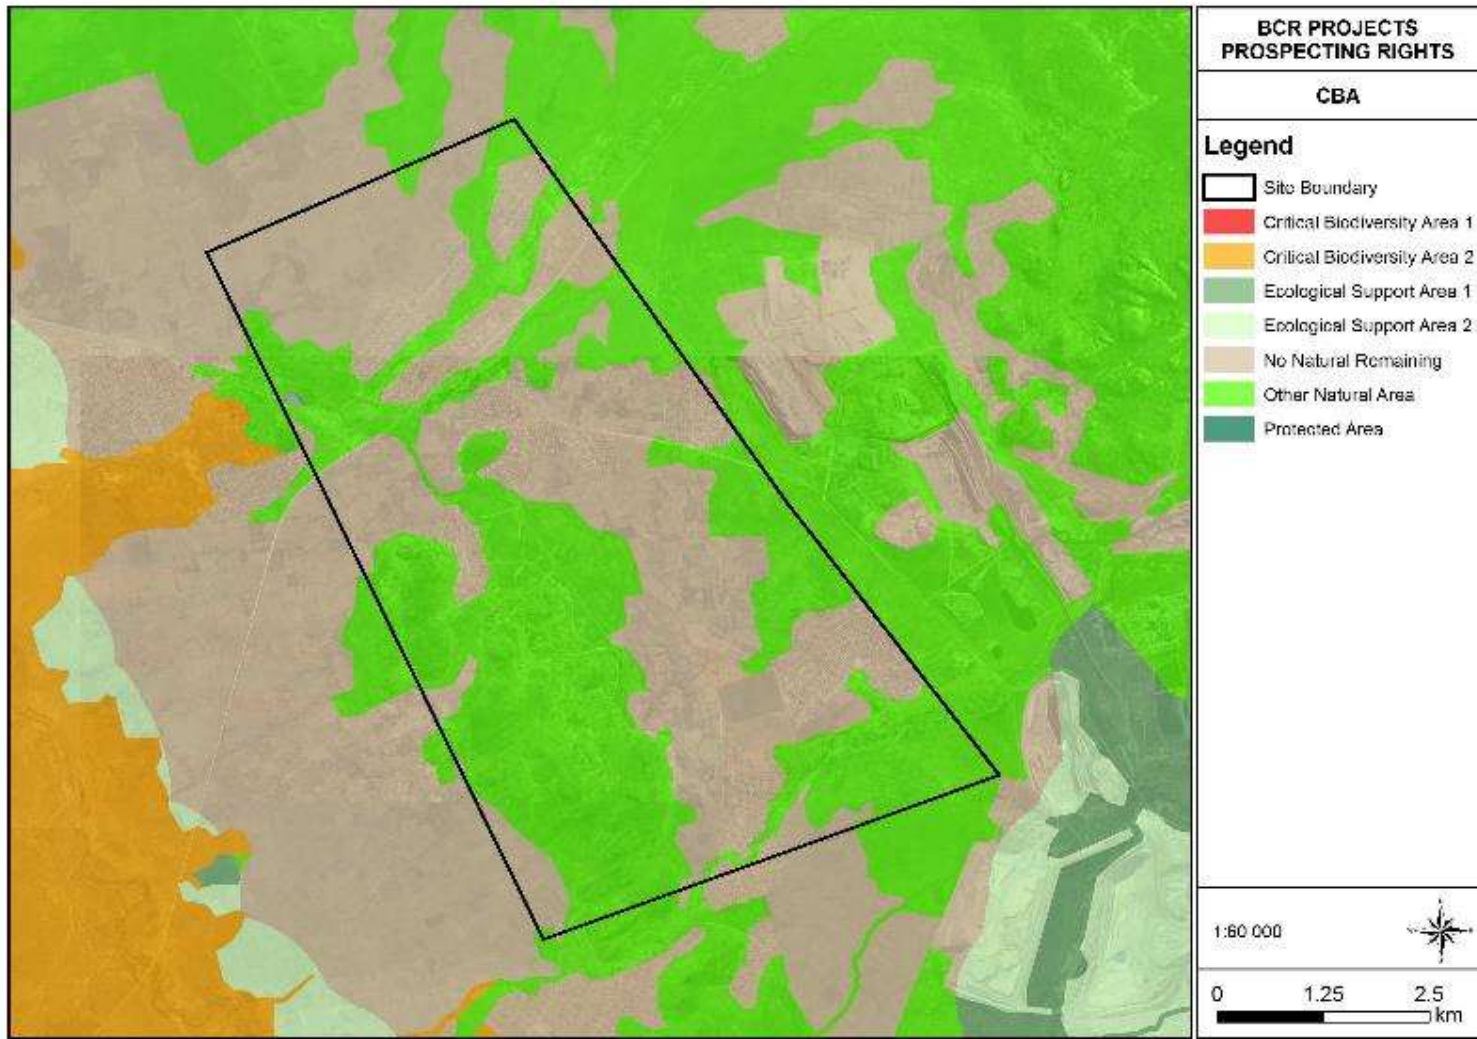 BCR PROJECTS
PROSPECTING RIGHTS
CBA
Legend
Site Boundary
Critical Biodiversity Area 1
Critical Biodiversity Area 2
Ecological Support Area 1
Ecological Support Area 2
No Natural Remaining
Other Natural Area
Protected Area
1:60 000
0 1.25 2.5
km